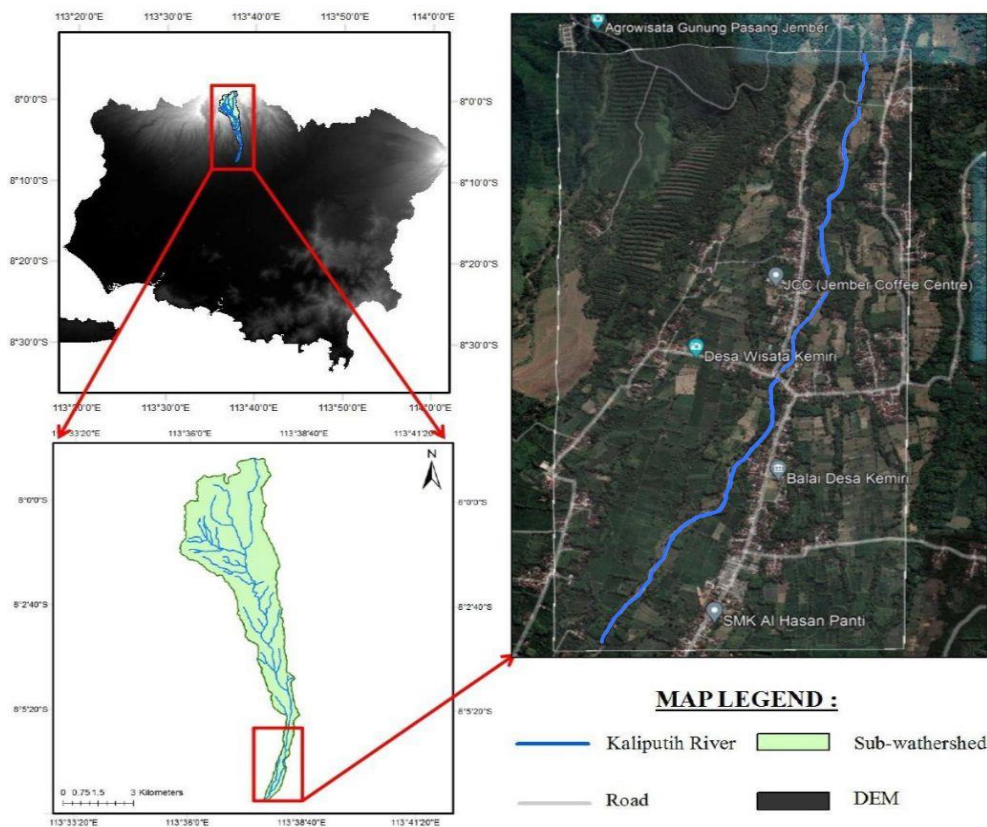 113°20'0"E 113°30'0"E 113°40'0"E 113°50'0"E 114°0'0"E
8°0'0"S 8°0'0"S
8°10'0"S 8°10'0"S
8°20'0"S 8°20'0"S
8°30'0"S 8°30'0"S
113°20'0"E 113°30'0"E 113°40'0"E 113°50'0"E 114°0'0"E
Agrowisata Gunung Pasang Jember
JCC (Jember Coffee Centre)
Desa Wisata Kemiri
Balai Desa Kemiri
SMK Al Hasan Panti
113°33'20"E 113°36'0"E 113°38'40"E 113°41'20"E
N
8°0'0"S 8°0'0"S
8°2'40"S 8°2'40"S
8°5'20"S 8°5'20"S
0 0.75 1.5 3 Kilometers
113°33'20"E 113°36'0"E 113°38'40"E 113°41'20"E
MAP LEGEND :
Kaliputih River Sub-wathershed
Road DEM